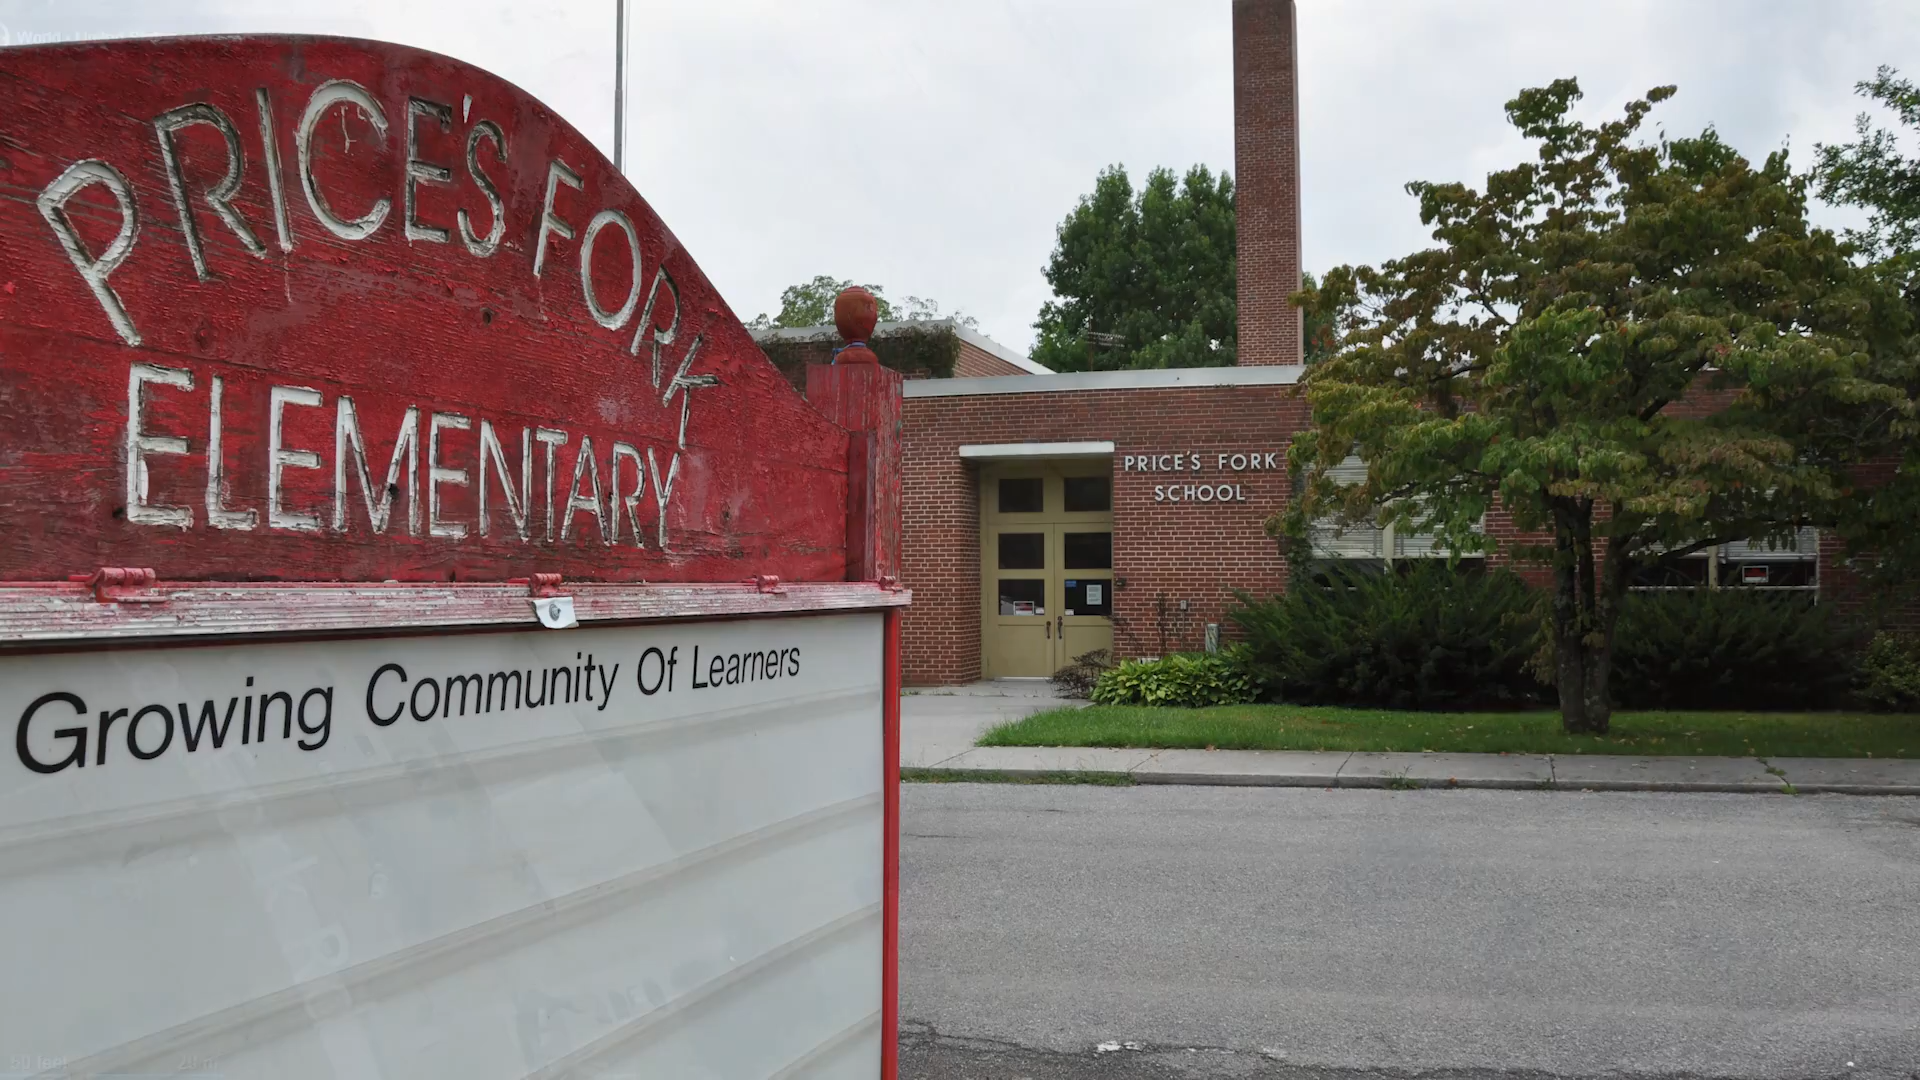 PRICE'S FORK
ELEMENTARY
Growing Community Of Learners
PRICE'S FORK
SCHOOL